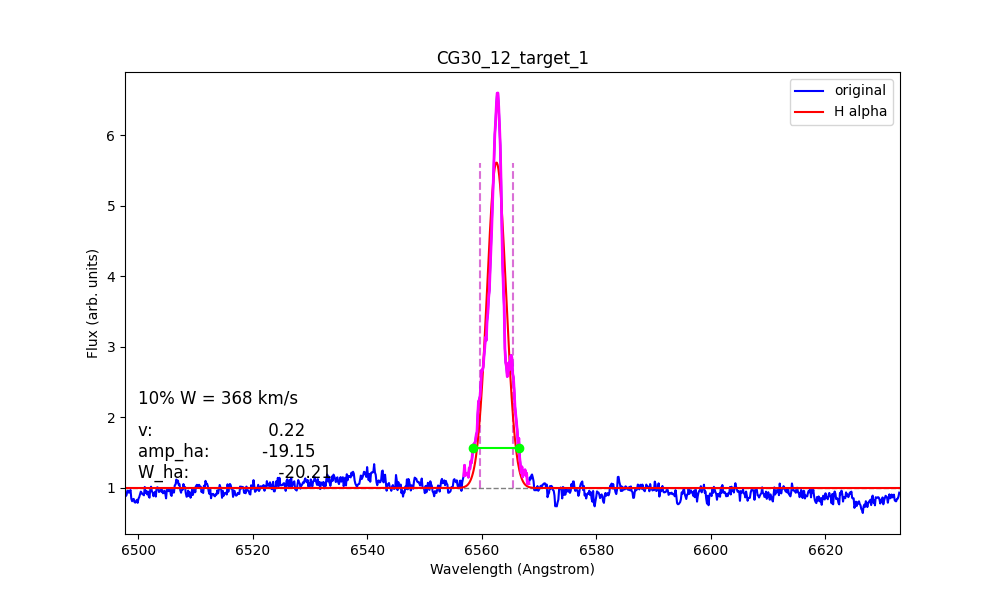 CG30_12_target_1
original
H alpha
Flux (arb. units)
6
5
4
3
2
1
10% W = 368 km/s
v: 0.22
amp_ha: -19.15
W_ha: -20.21
6500 6520 6540 6560 6580 6600 6620
Wavelength (Angstrom)